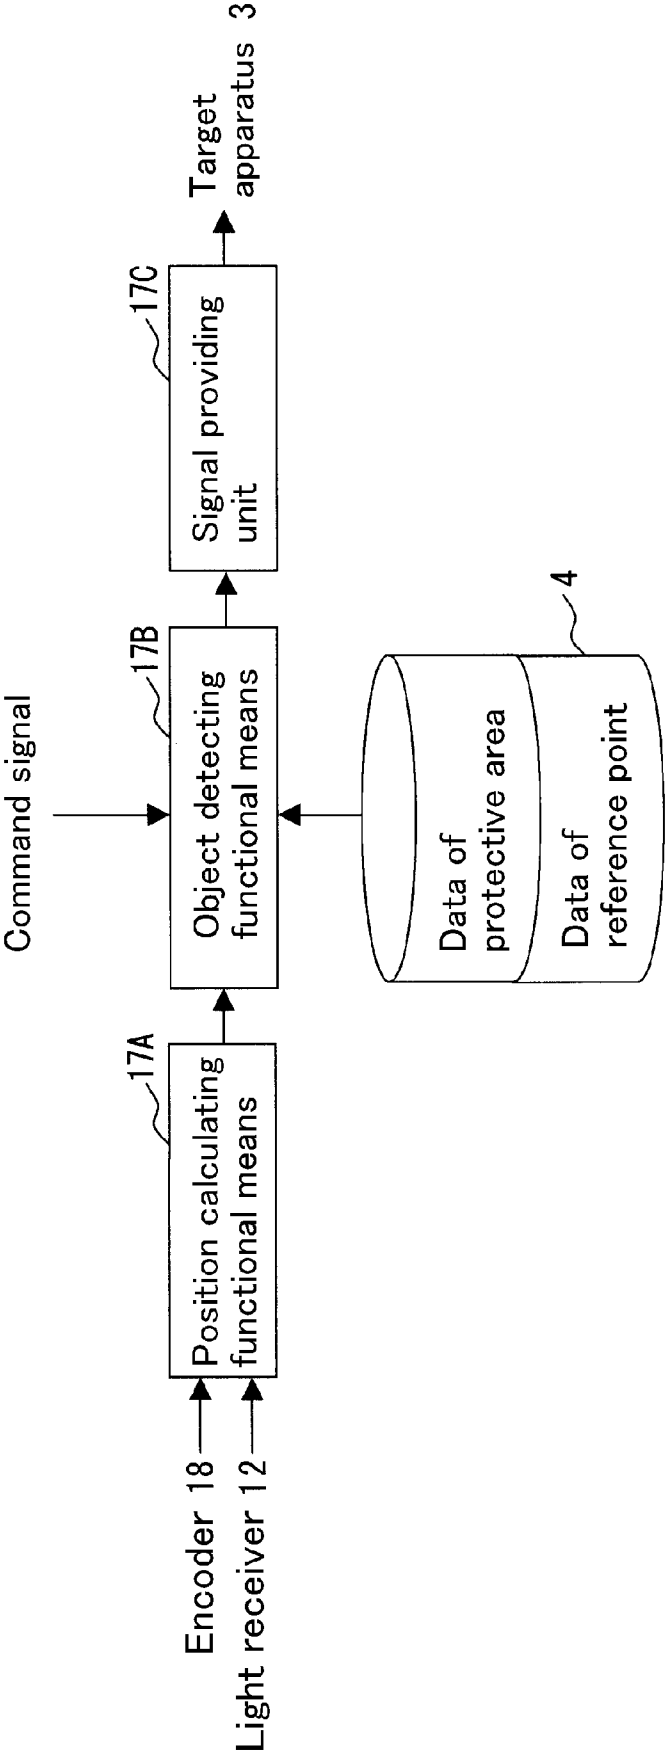 Command signal
17A
17B
17C
Encoder 18
Light receiver 12
Position calculating
functional means
Object detecting
functional means
Signal providing
unit
Target
apparatus 3
Data of
protective area
Data of
reference point
4